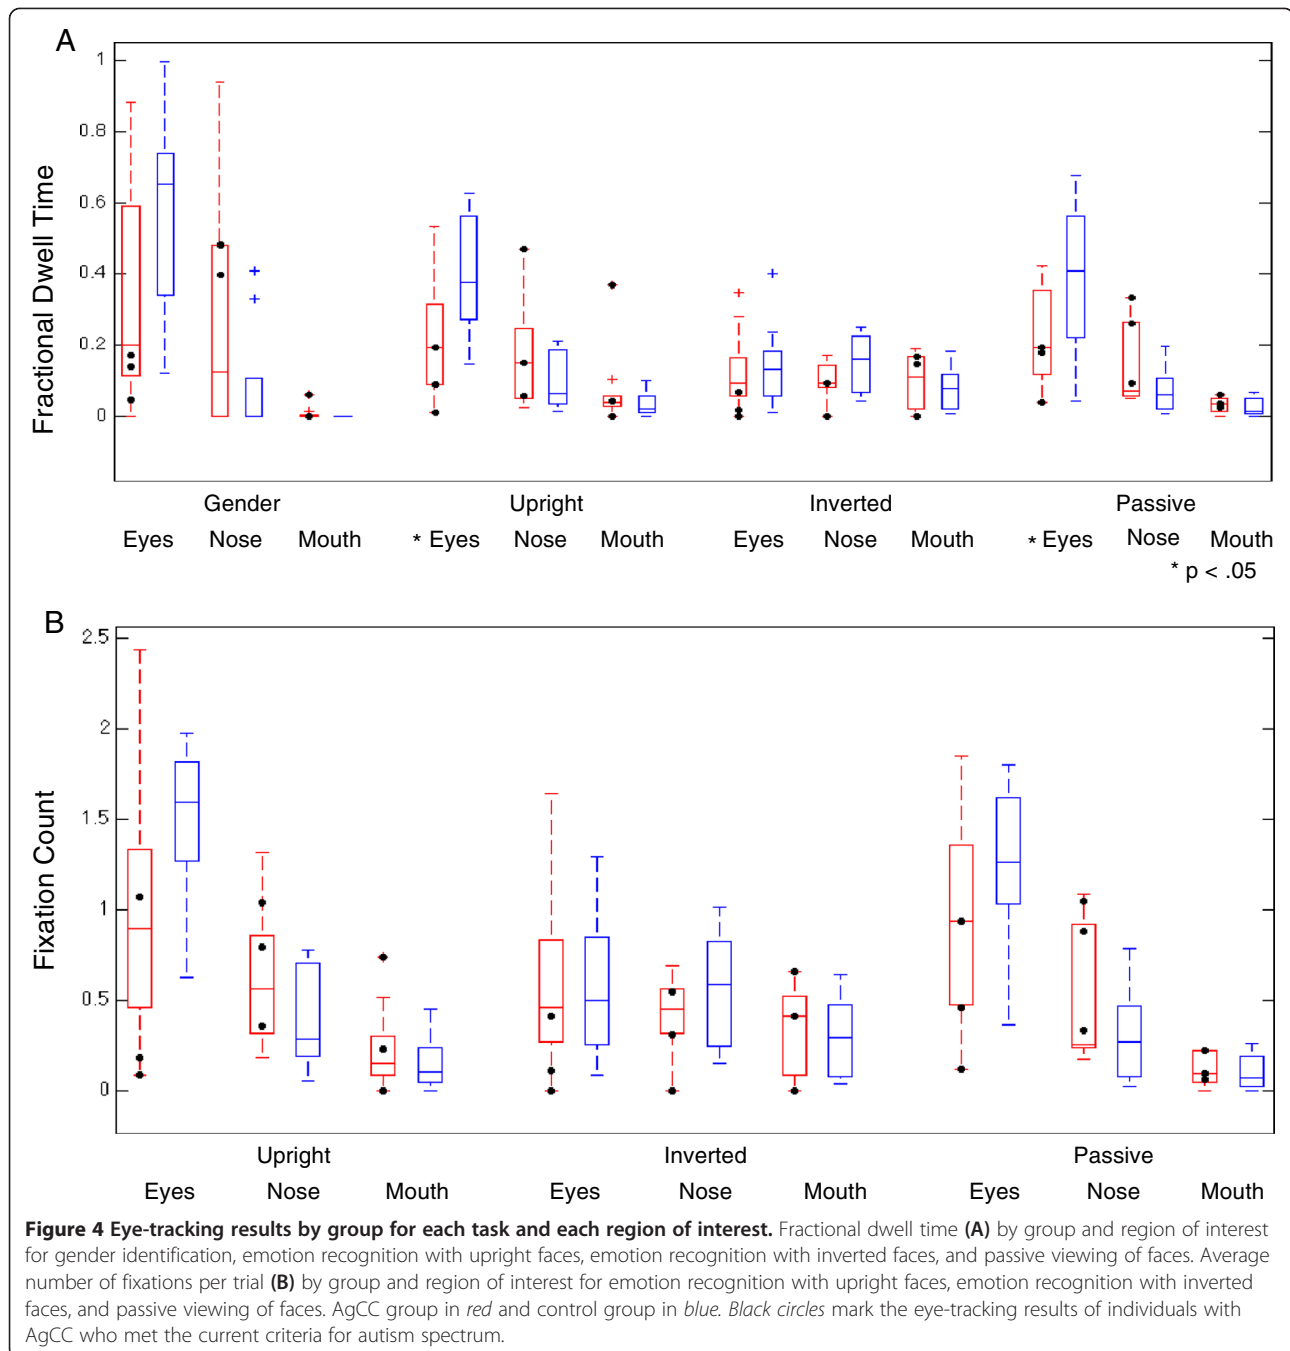 A
1
0.8
0.6
0.4
0.2
0
Fractional Dwell Time
Gender Upright Inverted Passive
Eyes Nose Mouth * Eyes Nose Mouth Eyes Nose Mouth * Eyes Nose Mouth
* p < .05
B
2.5
2
1.5
1
0.5
0
Fixation Count
Upright Inverted Passive
Eyes Nose Mouth Eyes Nose Mouth Eyes Nose Mouth
Figure 4 Eye-tracking results by group for each task and each region of interest. Fractional dwell time (A) by group and region of interest
for gender identification, emotion recognition with upright faces, emotion recognition with inverted faces, and passive viewing of faces. Average
number of fixations per trial (B) by group and region of interest for emotion recognition with upright faces, emotion recognition with inverted
faces, and passive viewing of faces. AgCC group in red and control group in blue. Black circles mark the eye-tracking results of individuals with
AgCC who met the current criteria for autism spectrum.